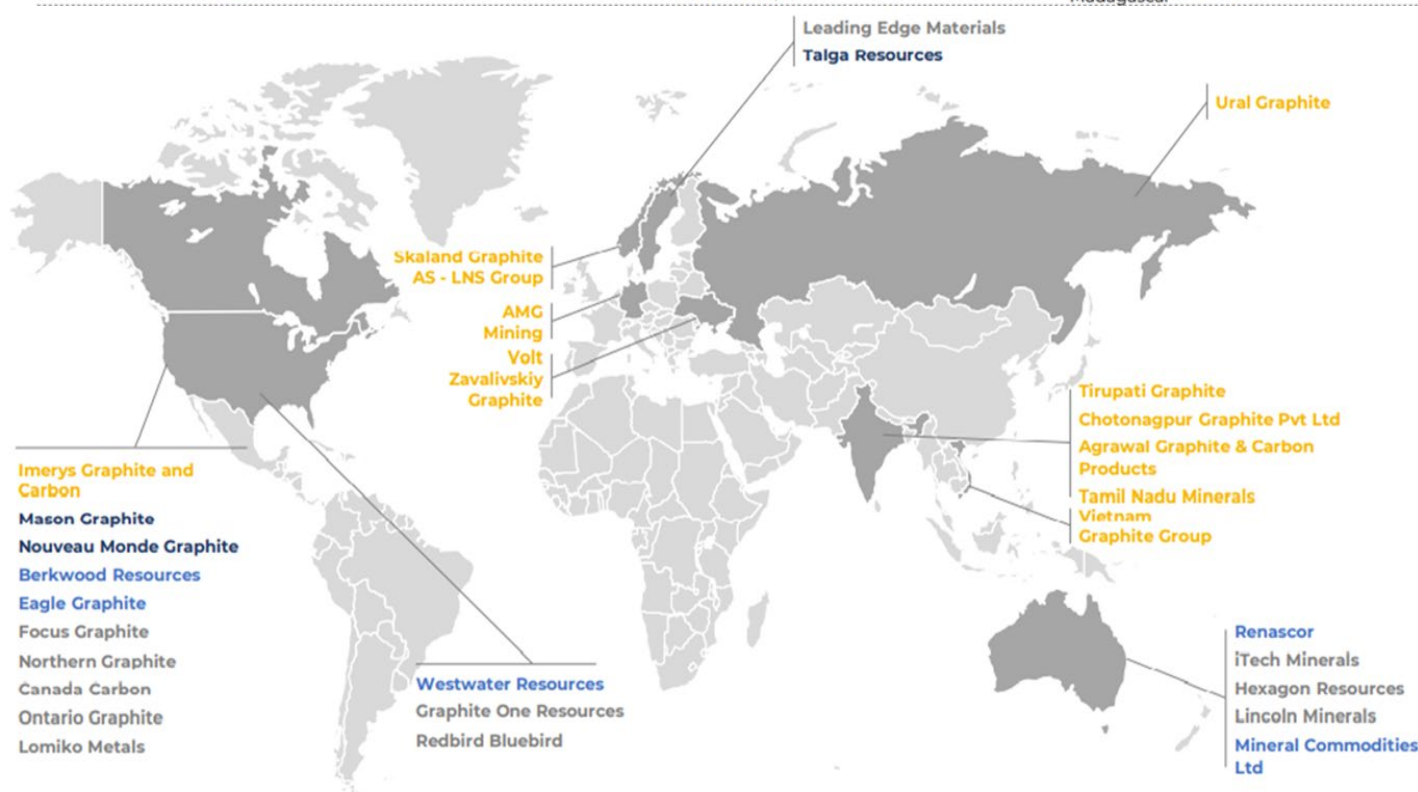 Madagascar
Leading Edge Materials
Talga Resources
Ural Graphite
Skaland Graphite
AS - LNS Group
AMG
Mining
Volt
Zavalivskiy
Graphite
Tirupati Graphite
Chotonagpur Graphite Pvt Ltd
Agrawal Graphite & Carbon
Products
Tamil Nadu Minerals
Vietnam
Graphite Group
Imerys Graphite and
Carbon
Mason Graphite
Nouveau Monde Graphite
Berkwood Resources
Eagle Graphite
Focus Graphite
Northern Graphite
Canada Carbon
Ontario Graphite
Lomiko Metals
Westwater Resources
Graphite One Resources
Redbird Bluebird
Renascor
iTech Minerals
Hexagon Resources
Lincoln Minerals
Mineral Commodities
Ltd